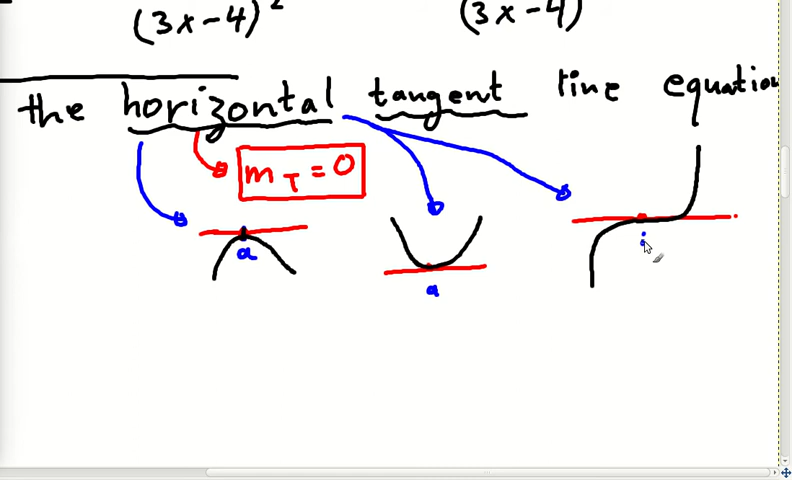 (3x-4)² (3x-4)
the horizontal tangent line equation
m_T = 0
a
a
i